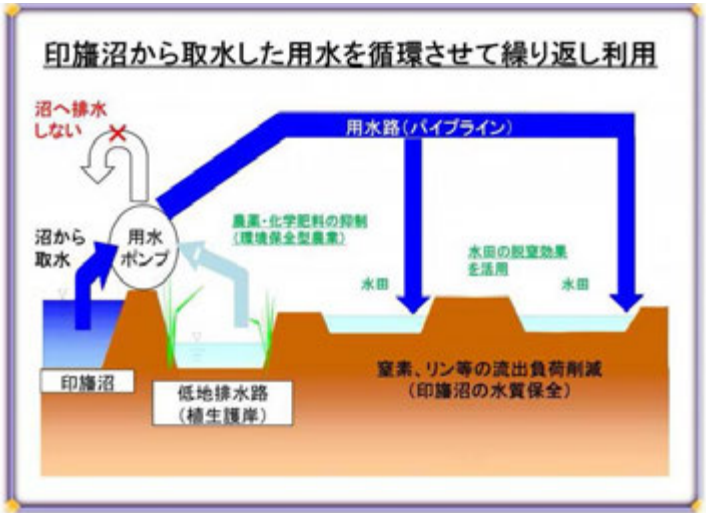 印旛沼から取水した用水を循環させて繰り返し利用
沼へ排水
しない
用水路(パイプライン)
農薬・化学肥料の抑制
(環境保全型農業)
沼から
取水
用水
ポンプ
水田の脱窒効果
を活用
水田
水田
印旛沼
低地排水路
(植生護岸)
窒素、リン等の流出負荷削減
(印旛沼の水質保全)